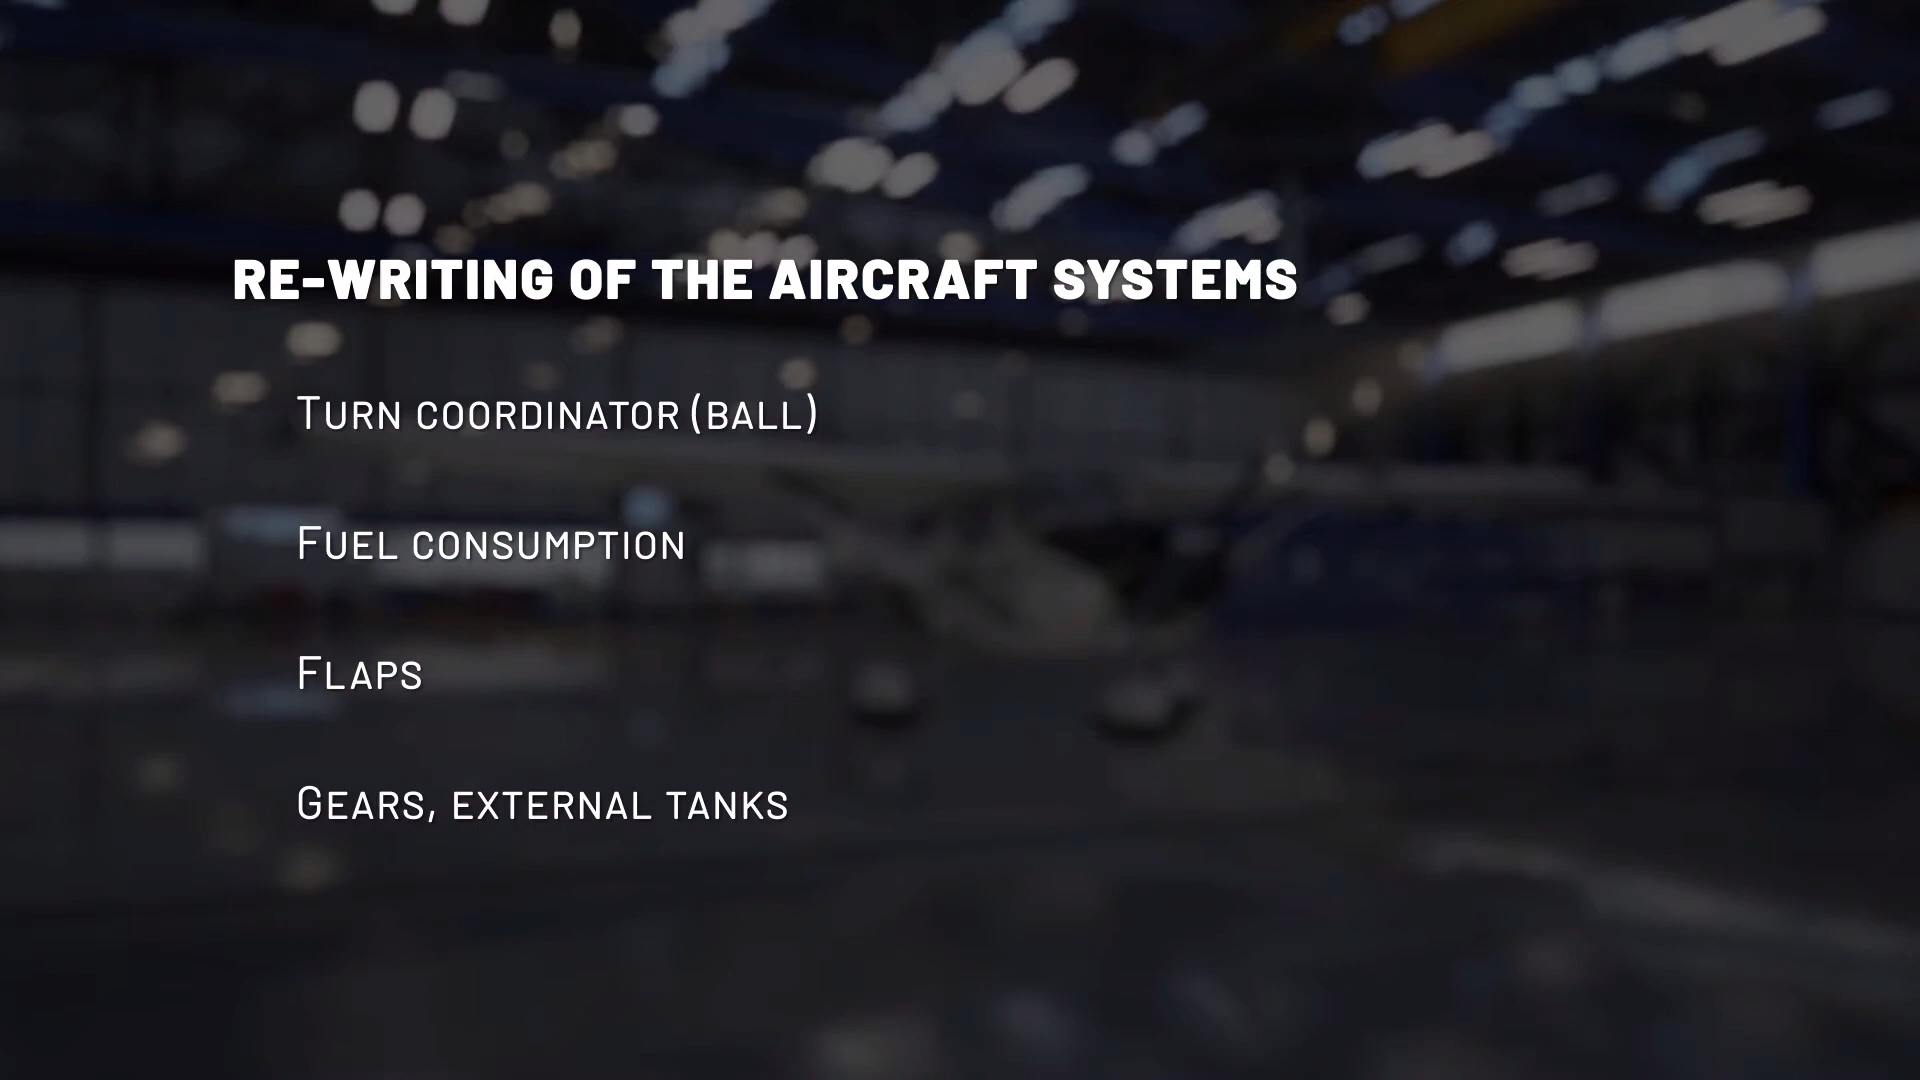 RE-WRITING OF THE AIRCRAFT SYSTEMS
TURN COORDINATOR (BALL)
FUEL CONSUMPTION
FLAPS
GEARS, EXTERNAL TANKS